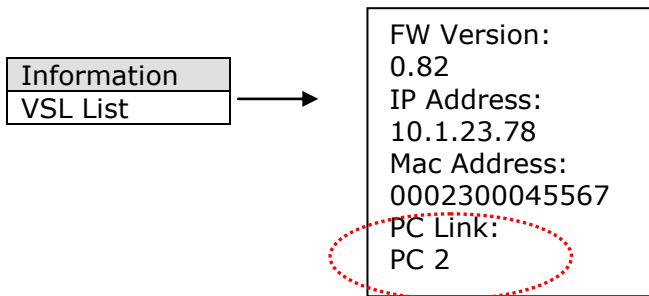 Information
VSL List
FW Version:
0.82
IP Address:
10.1.23.78
Mac Address:
0002300045567
PC Link:
PC 2